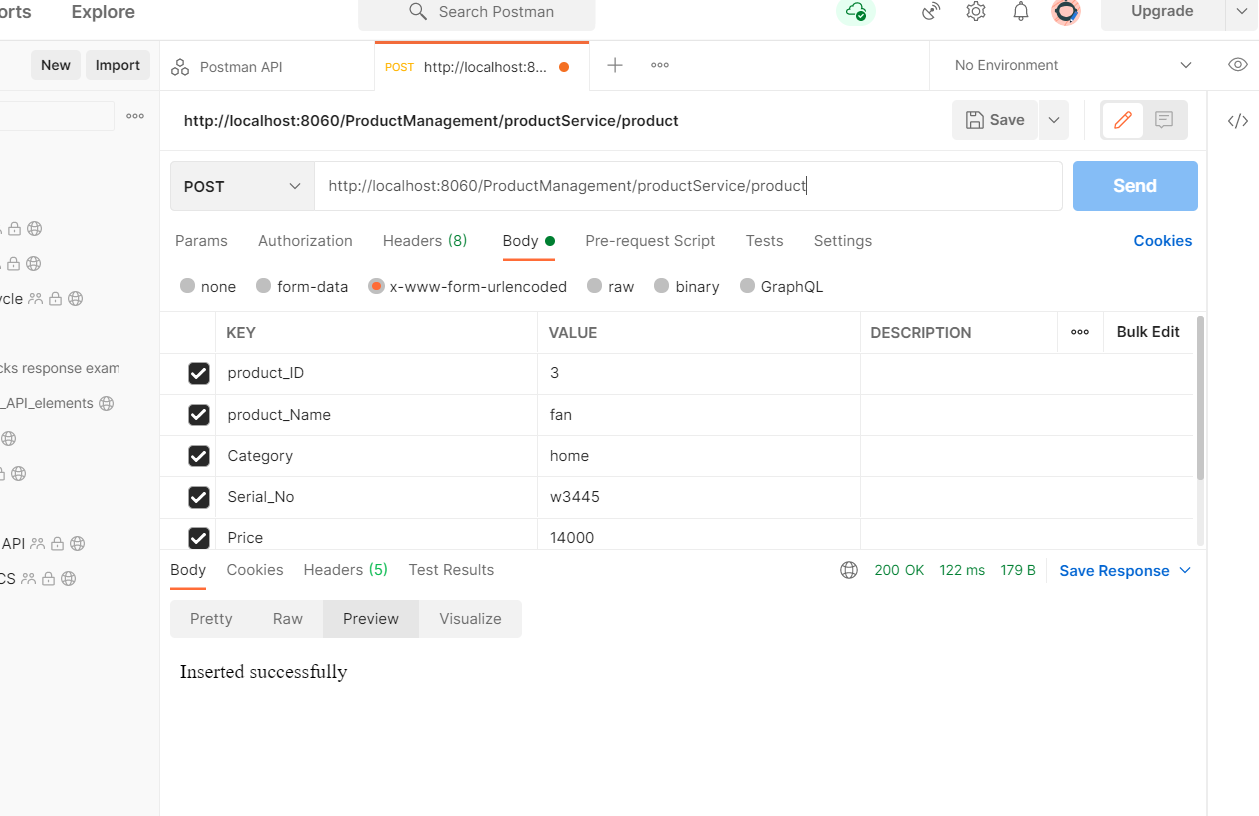 orts Explore Search Postman Upgrade
New Import Postman API POST http://localhost:8... No Environment
http://localhost:8060/ProductManagement/productService/product Save
POST http://localhost:8060/ProductManagement/productService/product Send
Params Authorization Headers (8) Body Pre-request Script Tests Settings Cookies
none form-data x-www-form-urlencoded raw binary GraphQL
KEY VALUE DESCRIPTION Bulk Edit
product_ID 3
product_Name fan
Category home
Serial_No w3445
Price 14000
ycle
cks response exam
_API_elements
API
CS
Body Cookies Headers (5) Test Results 200 OK 122 ms 179 B Save Response
Pretty Raw Preview Visualize
Inserted successfully